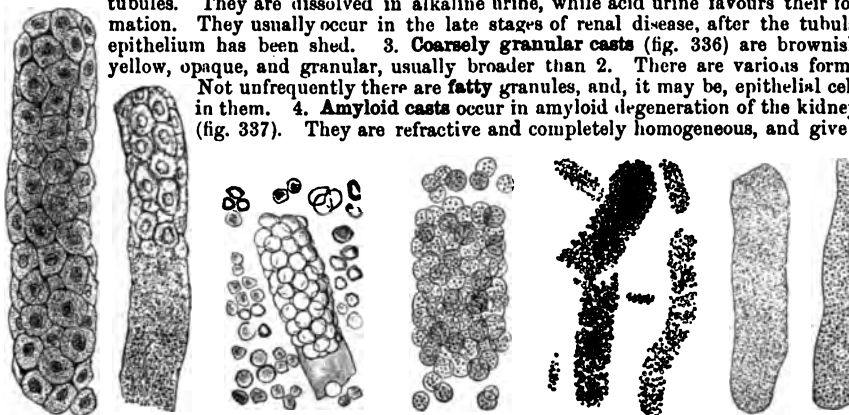 tubules. They are dissolved in alkaline urine, while acid urine favours their fo
mation. They usually occur in the late stages of renal disease, after the tubul
epithelium has been shed. 3. Coarsely granular casts (fig. 336) are brownis
yellow, opaque, and granular, usually broader than 2. There are various form
Not unfrequently there are fatty granules, and, it may be, epithelial cel
in them. 4. Amyloid casts occur in amyloid degeneration of the kidney
(fig. 337). They are refractive and completely homogeneous, and give